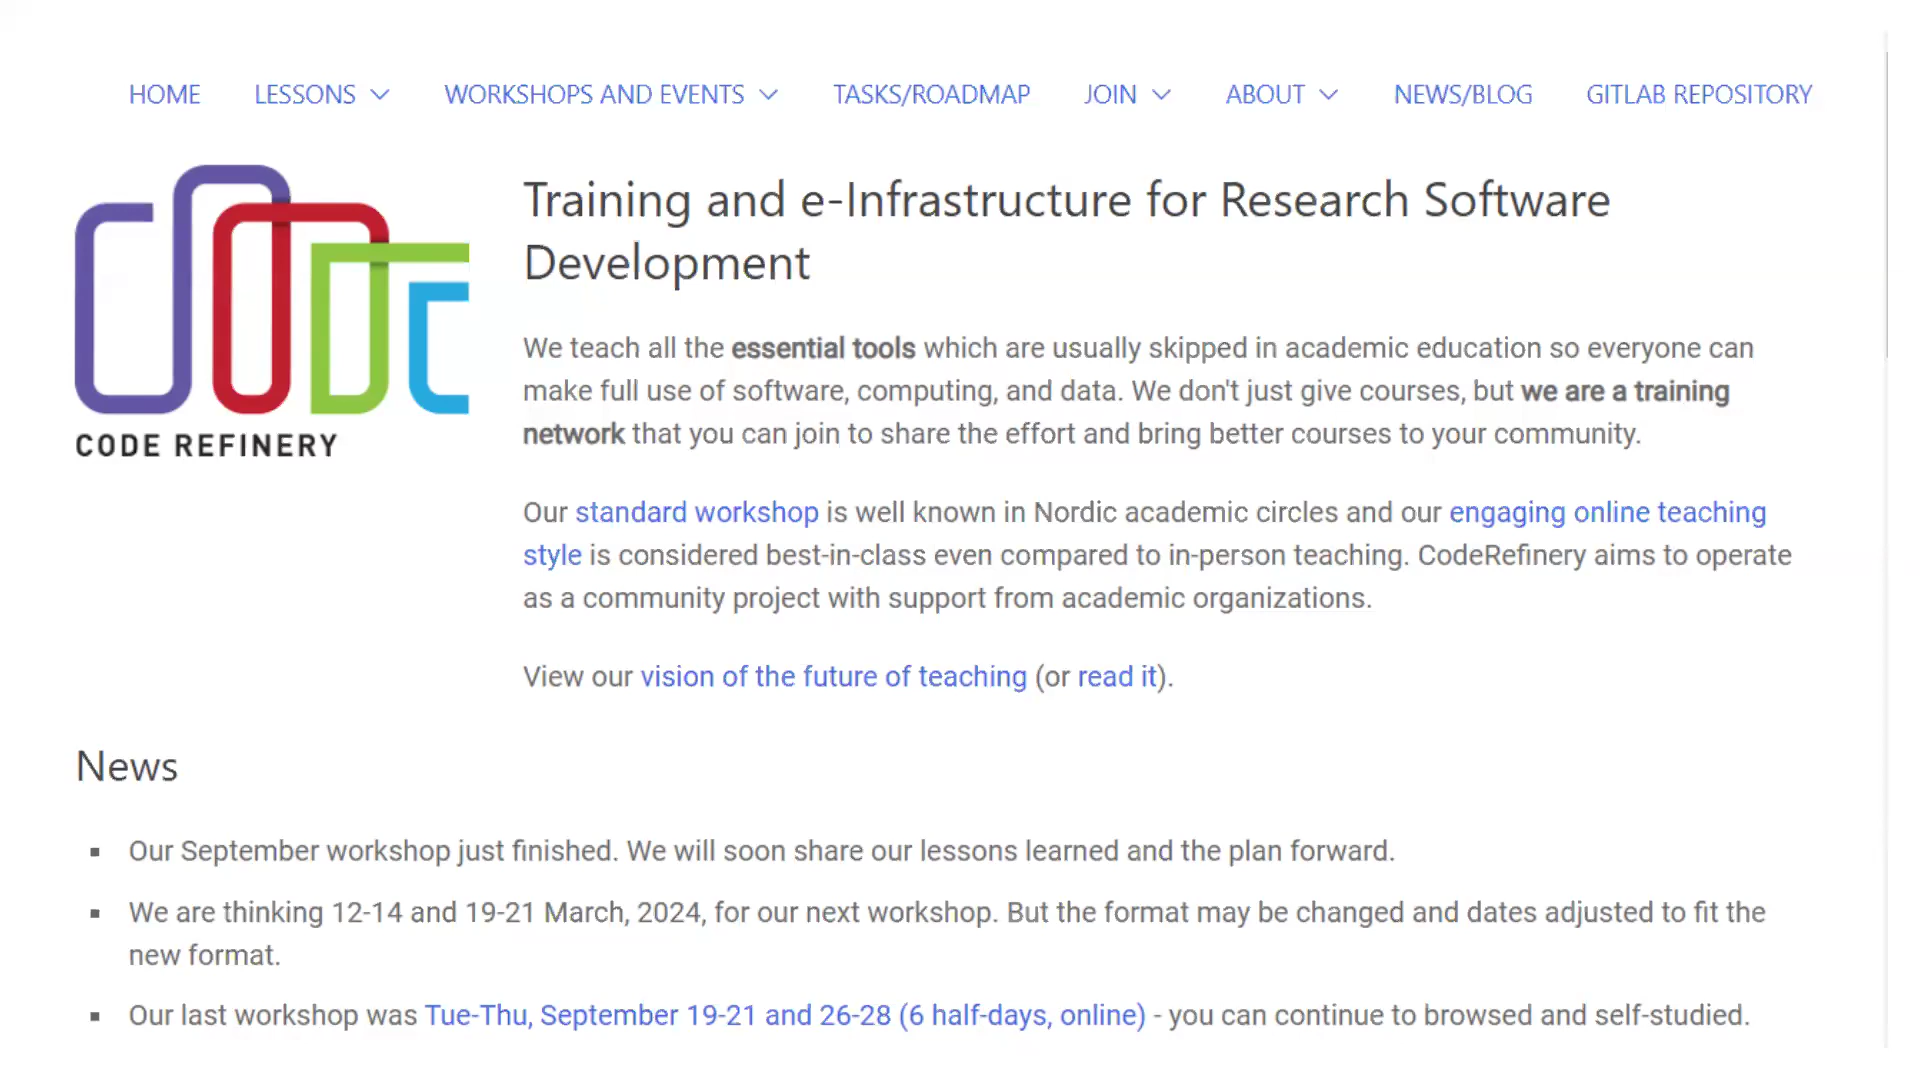 HOME LESSONS WORKSHOPS AND EVENTS TASKS/ROADMAP JOIN ABOUT NEWS/BLOG GITLAB REPOSITORY
CODE REFINERY
Training and e-Infrastructure for Research Software
Development
We teach all the essential tools which are usually skipped in academic education so everyone can
make full use of software, computing, and data. We don't just give courses, but we are a training
network that you can join to share the effort and bring better courses to your community.
Our standard workshop is well known in Nordic academic circles and our engaging online teaching
style is considered best-in-class even compared to in-person teaching. CodeRefinery aims to operate
as a community project with support from academic organizations.
View our vision of the future of teaching (or read it).
News
▪ Our September workshop just finished. We will soon share our lessons learned and the plan forward.
▪ We are thinking 12-14 and 19-21 March, 2024, for our next workshop. But the format may be changed and dates adjusted to fit the
new format.
▪ Our last workshop was Tue-Thu, September 19-21 and 26-28 (6 half-days, online) - you can continue to browsed and self-studied.